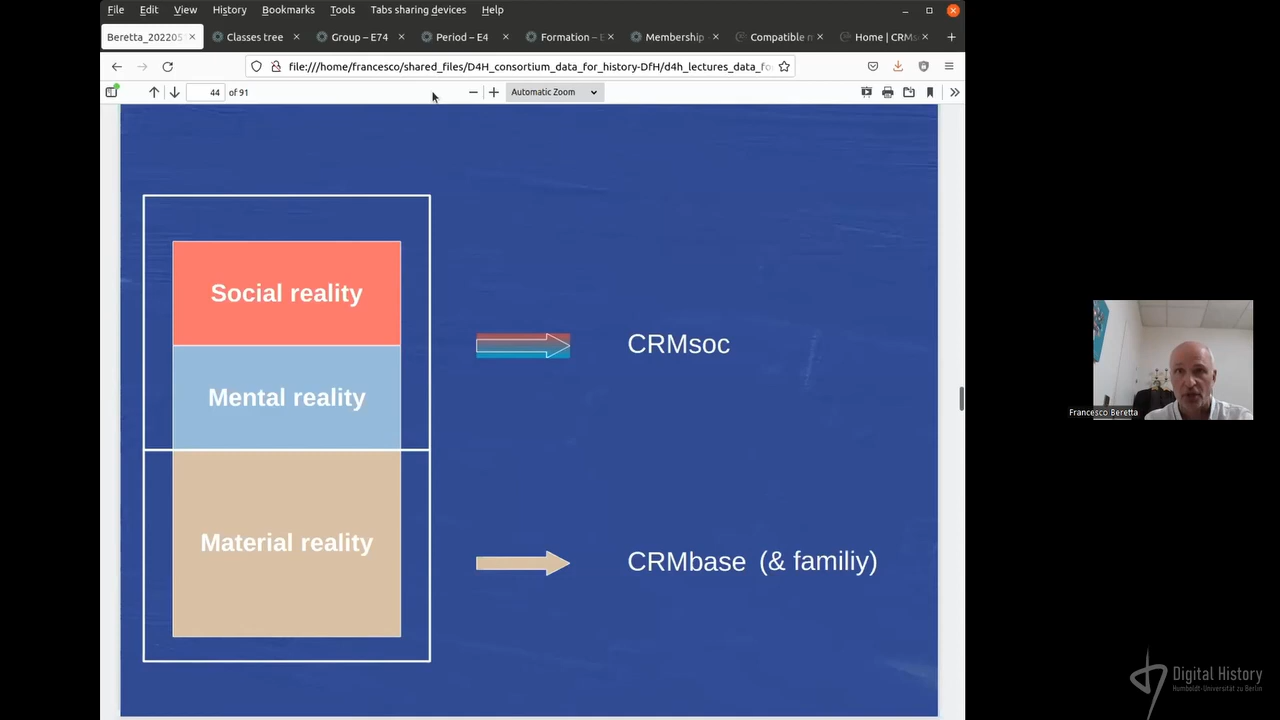 File Edit View History Bookmarks Tools Tabs sharing devices Help
Beretta_202205 Classes tree Group – E74 Period – E4 Formation – E Membership - Compatible m Home | CRMs
file:///home/francesco/shared_files/D4H_consortium_data_for_history-DfH/d4h_lectures_data_fo
44 of 91 Automatic Zoom
Social reality
CRMsoc
Mental reality
Material reality
CRMbase (& familiy)
Francesco Beretta
Digital History
Humboldt-Universität zu Berlin